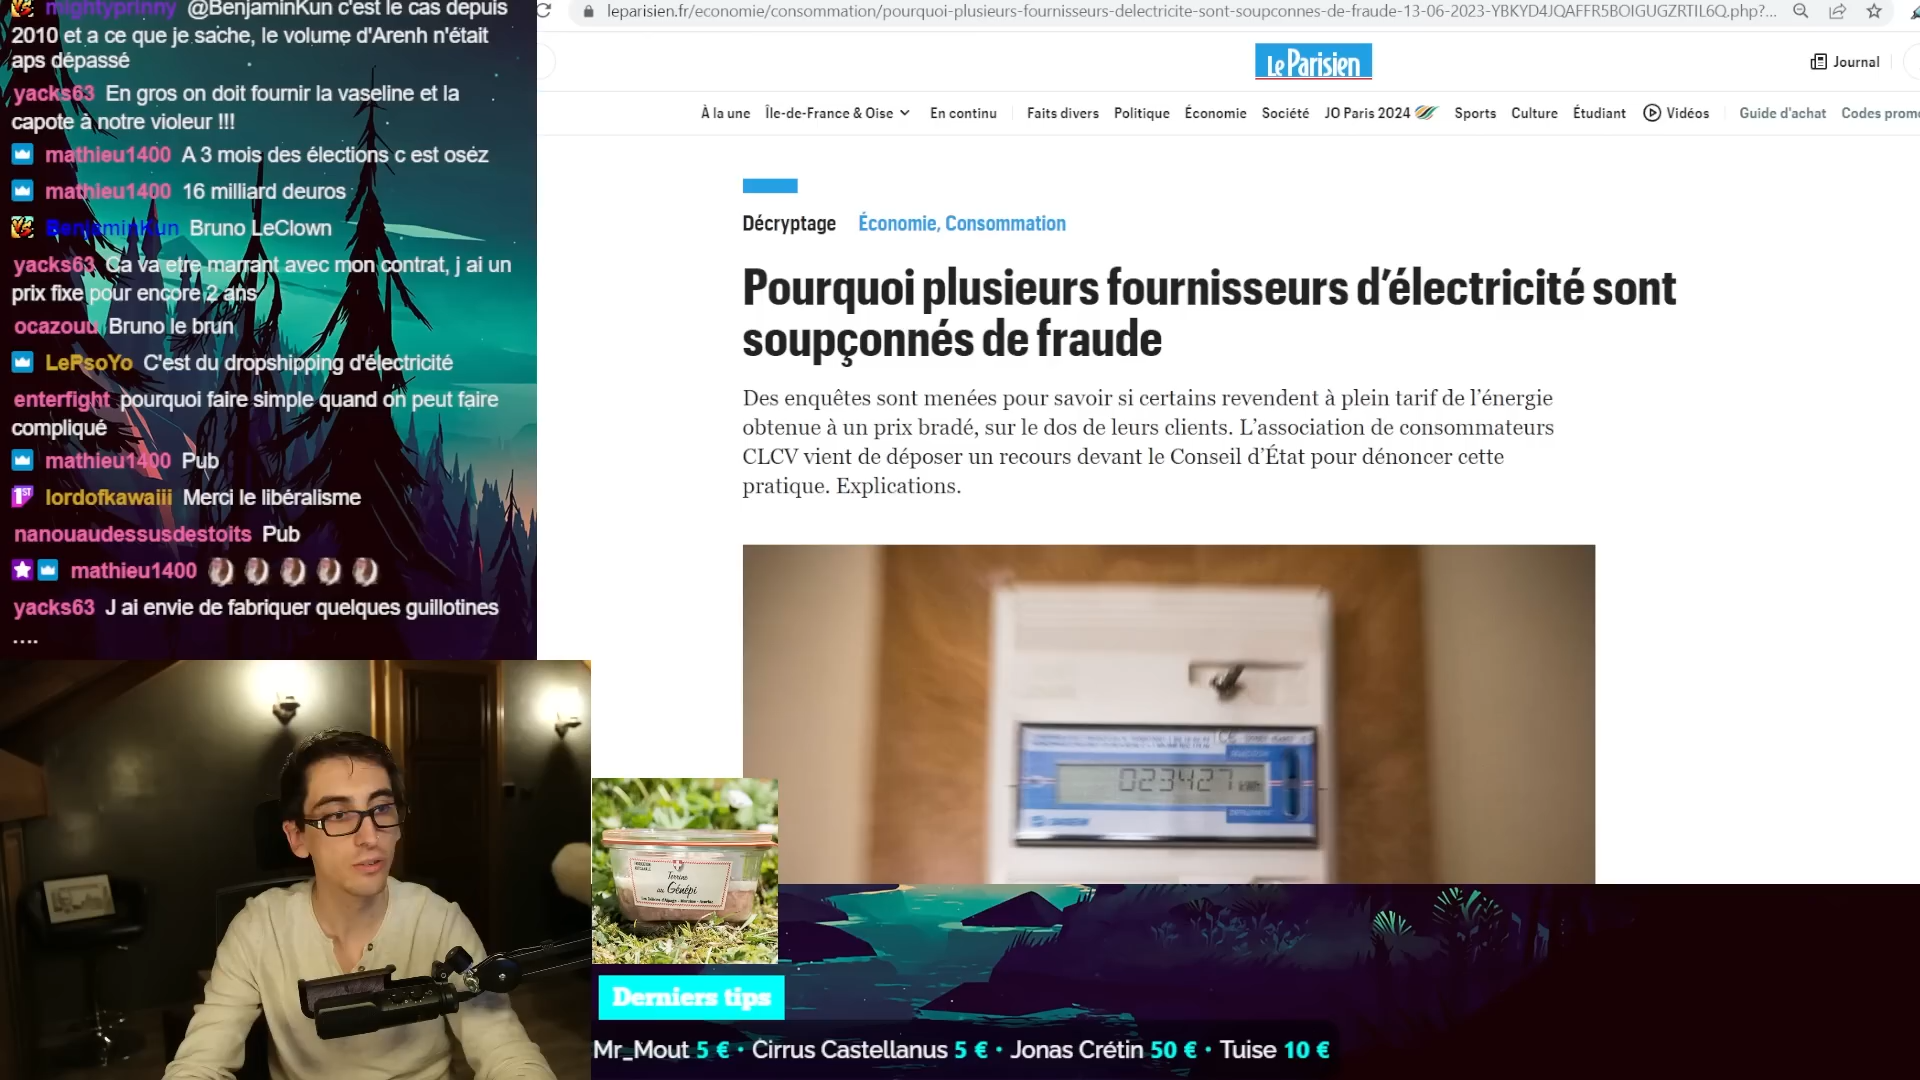 mightyprinny @BenjaminKun c'est le cas depuis
2010 et a ce que je sache, le volume d'Arenh n'était
aps dépassé
yacks63 En gros on doit fournir la vaseline et la
capote à notre violeur !!!
mathieu1400 A 3 mois des élections c est osez
mathieu1400 16 milliard deuros
BenjaminKun Bruno LeClown
yacks63 Ca va etre marrant avec mon contrat, j ai un
prix fixe pour encore 2 ans
ocazouu Bruno le brun
LePsoYo C'est du dropshipping d'électricité
enterfight pourquoi faire simple quand on peut faire
compliqué
mathieu1400 Pub
1ST lordofkawaiii Merci le libéralisme
nanouaudessusdestoits Pub
mathieu1400
yacks63 J ai envie de fabriquer quelques guillotines
....
leparisien.fr/economie/consommation/pourquoi-plusieurs-fournisseurs-delectricite-sont-soupconnes-de-fraude-13-06-2023-YBKYD4JQAFFR5BOIGUGZRTIL6Q.php?...
Le Parisien
Journal
À la une Île-de-France & Oise En continu Faits divers Politique Économie Société JO Paris 2024 Sports Culture Étudiant Vidéos Guide d'achat Codes promo
Décryptage Économie, Consommation
Pourquoi plusieurs fournisseurs d'électricité sont
soupçonnés de fraude
Des enquêtes sont menées pour savoir si certains revendent à plein tarif de l'énergie
obtenue à un prix bradé, sur le dos de leurs clients. L'association de consommateurs
CLCV vient de déposer un recours devant le Conseil d'État pour dénoncer cette
pratique. Explications.
023427 kWh
Terrine
au Génépi
Derniers tips
Mr_Mout 5 € · Cirrus Castellanus 5 € · Jonas Crétin 50 € · Tuise 10 €